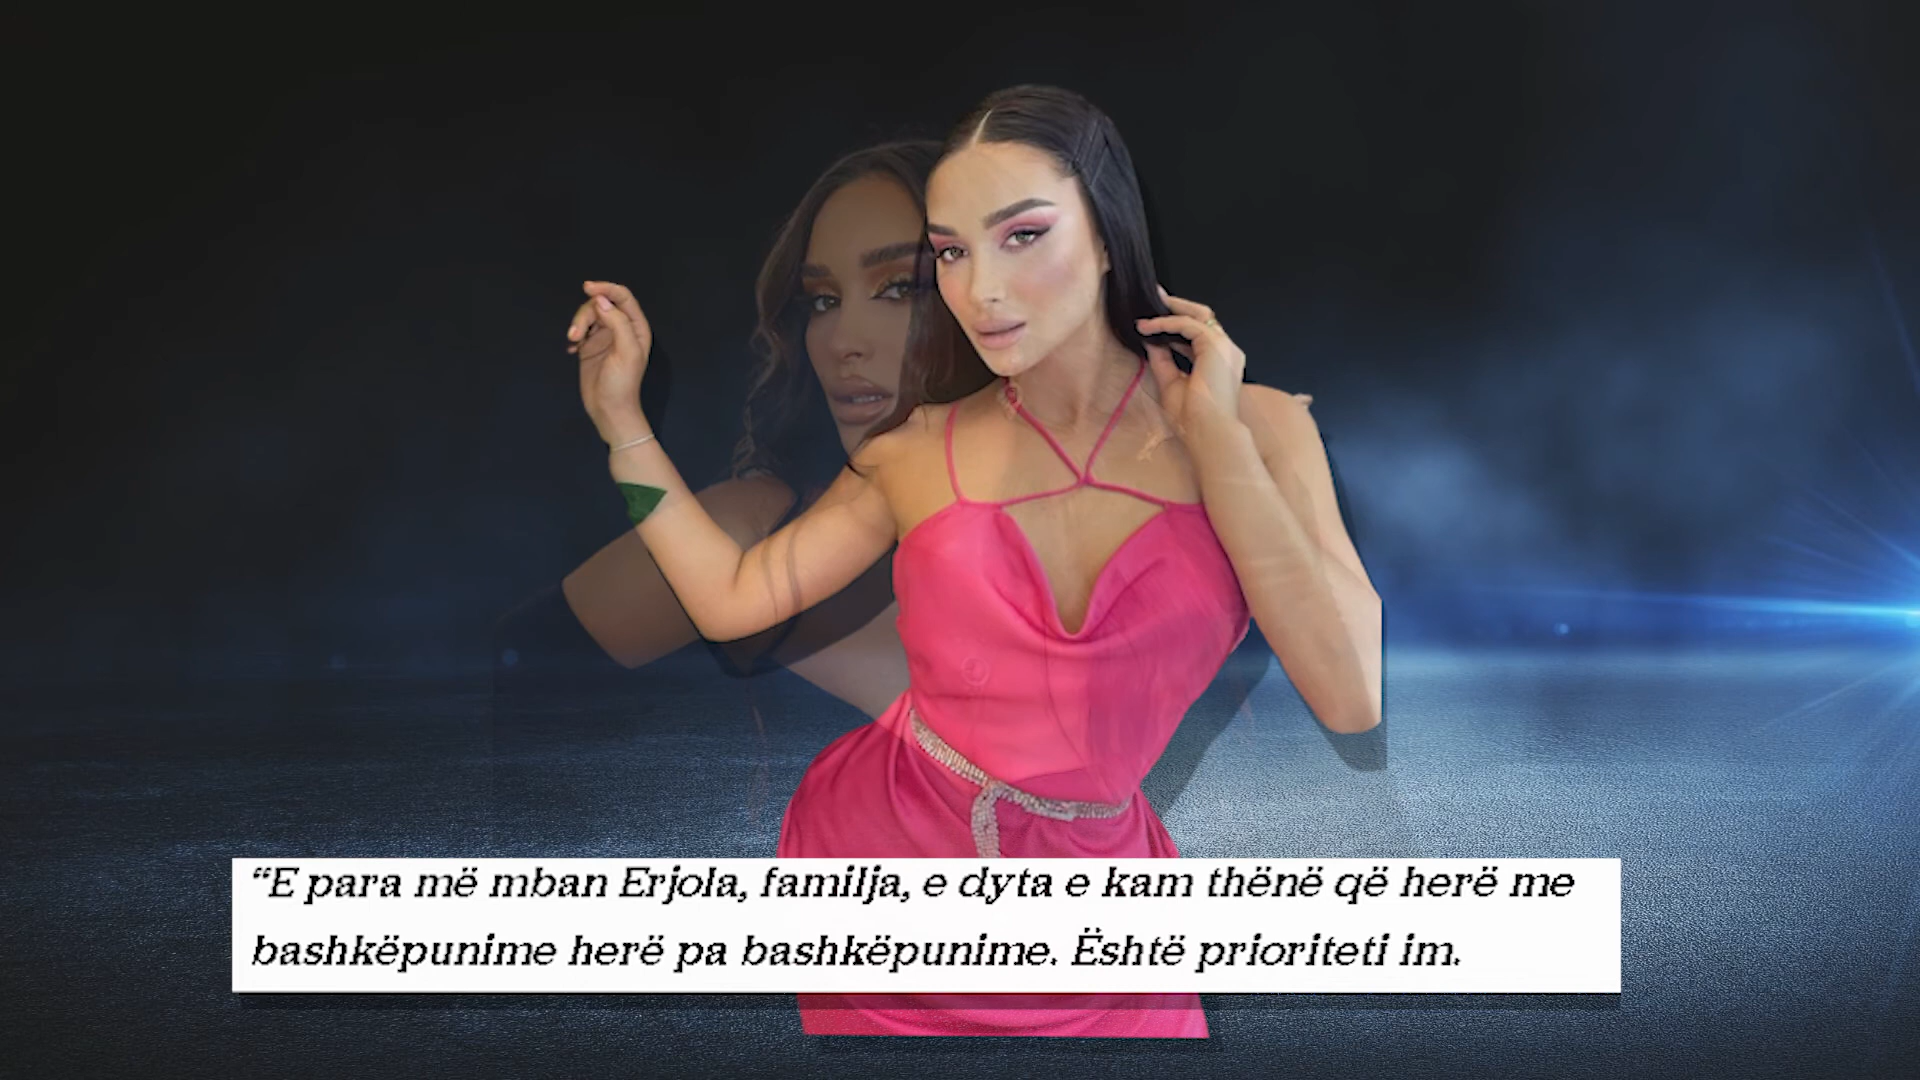 “E para më mban Erjola, familja, e dyta e kam thënë që herë me
bashkëpunime herë pa bashkëpunime. Është prioriteti im.